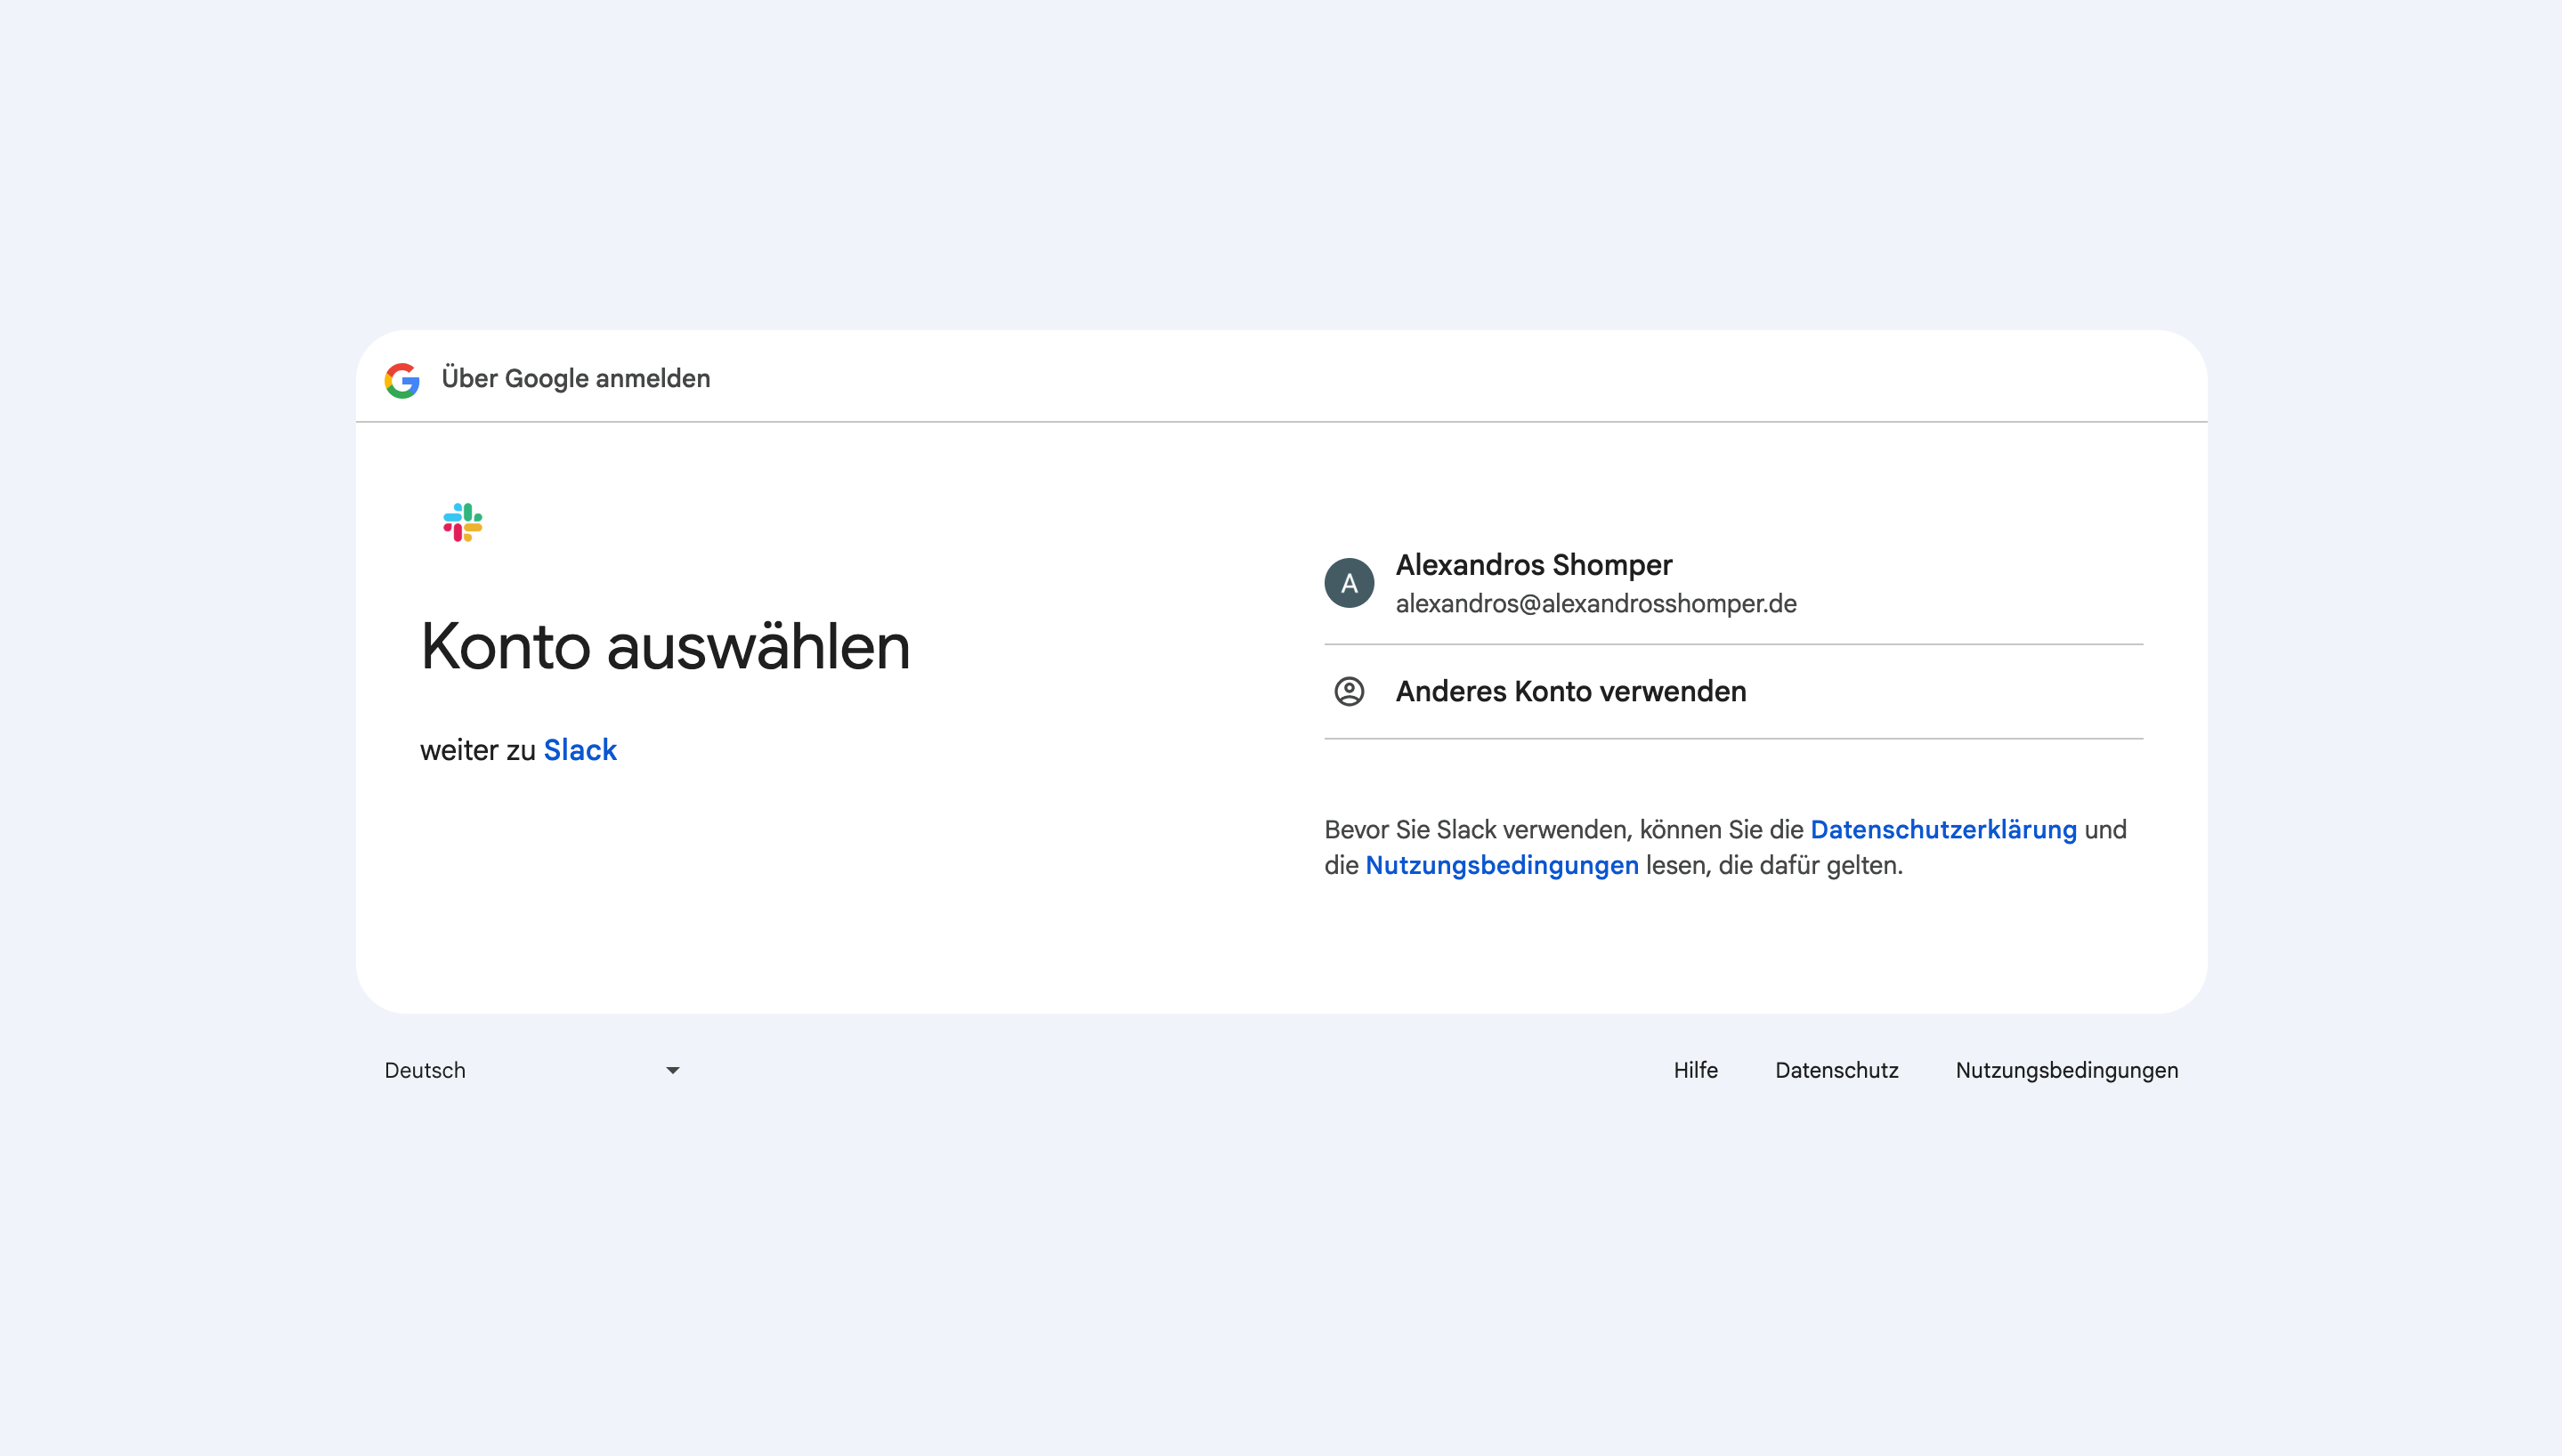 Über Google anmelden
Konto auswählen
weiter zu Slack
A
Alexandros Shomper
alexandros@alexandrosshomper.de
Anderes Konto verwenden
Bevor Sie Slack verwenden, können Sie die Datenschutzerklärung und
die Nutzungsbedingungen lesen, die dafür gelten.
Deutsch
Hilfe
Datenschutz
Nutzungsbedingungen